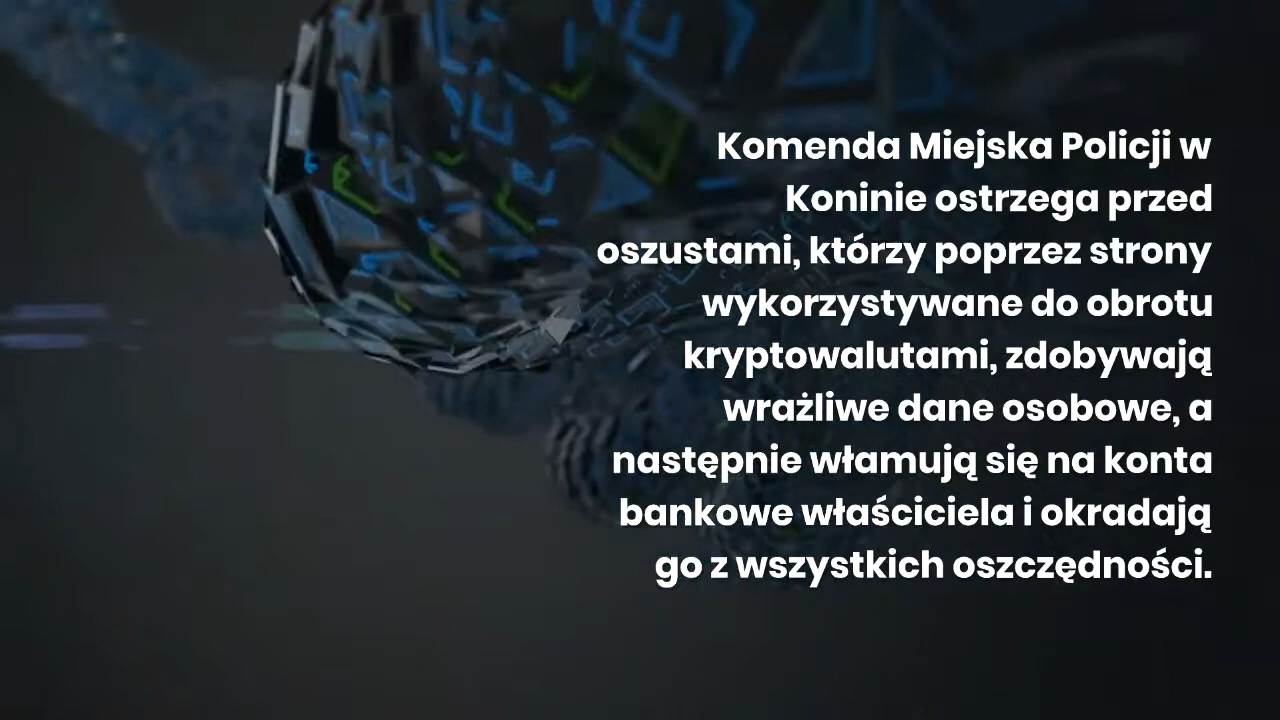 Komenda Miejska Policji w
Koninie ostrzega przed
oszustami, którzy poprzez strony
wykorzystywane do obrotu
kryptowalutami, zdobywają
wrażliwe dane osobowe, a
następnie włamują się na konta
bankowe właściciela i okradają
go z wszystkich oszczędności.